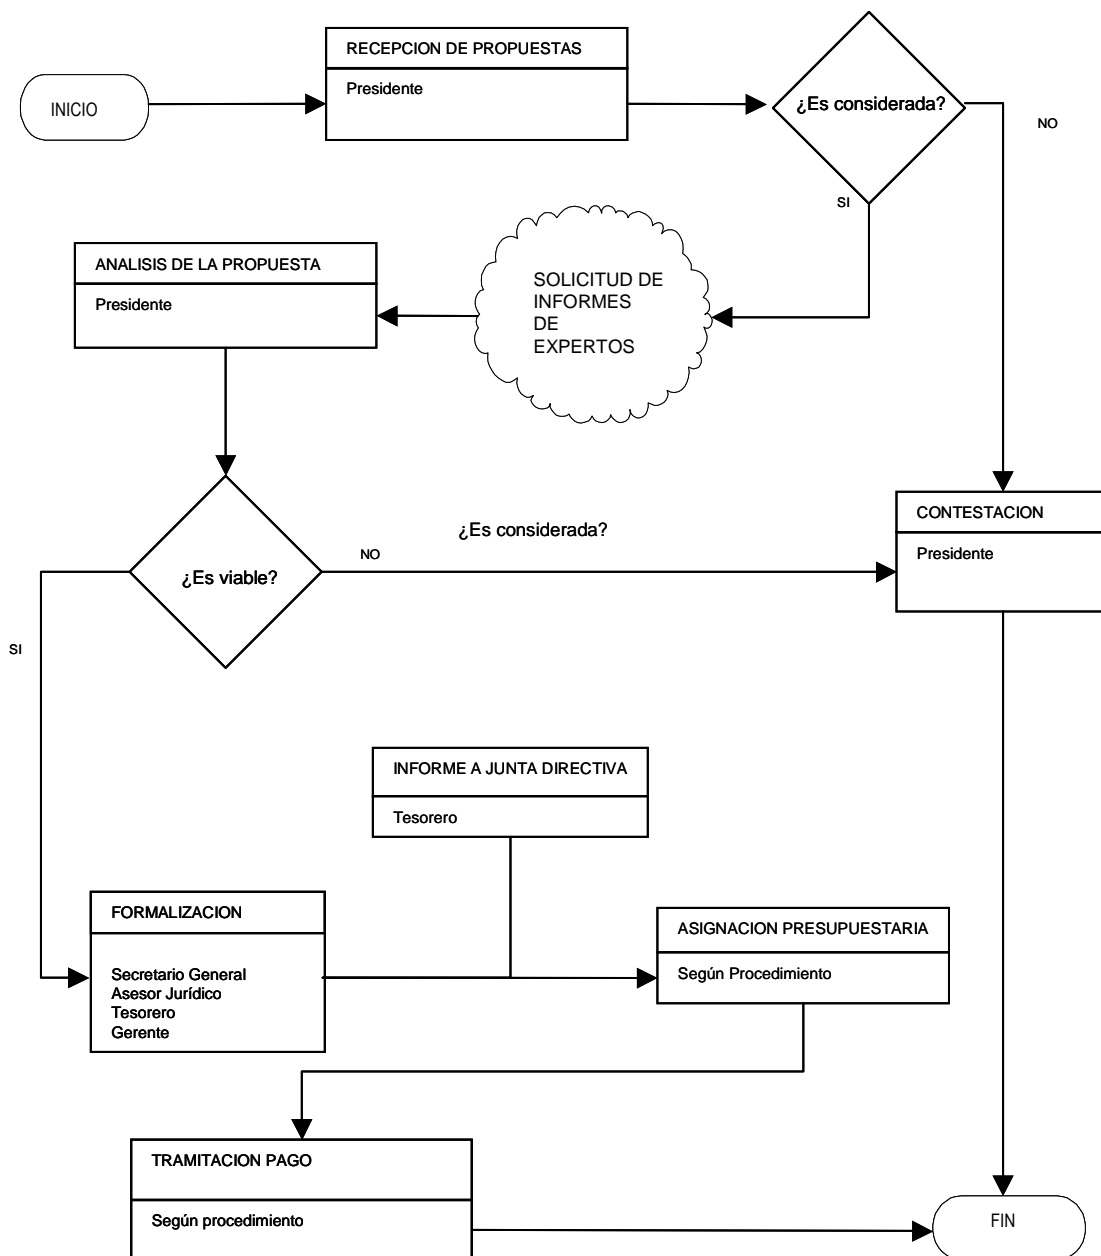 RECEPCION DE PROPUESTAS
Presidente
INICIO
¿Es considerada?
NO
SI
ANALISIS DE LA PROPUESTA
Presidente
SOLICITUD DE
INFORMES
DE
EXPERTOS
CONTESTACION
Presidente
¿Es considerada?
NO
¿Es viable?
SI
INFORME A JUNTA DIRECTIVA
Tesorero
FORMALIZACION
Secretario General
Asesor Jurídico
Tesorero
Gerente
ASIGNACION PRESUPUESTARIA
Según Procedimiento
TRAMITACION PAGO
Según procedimiento
FIN